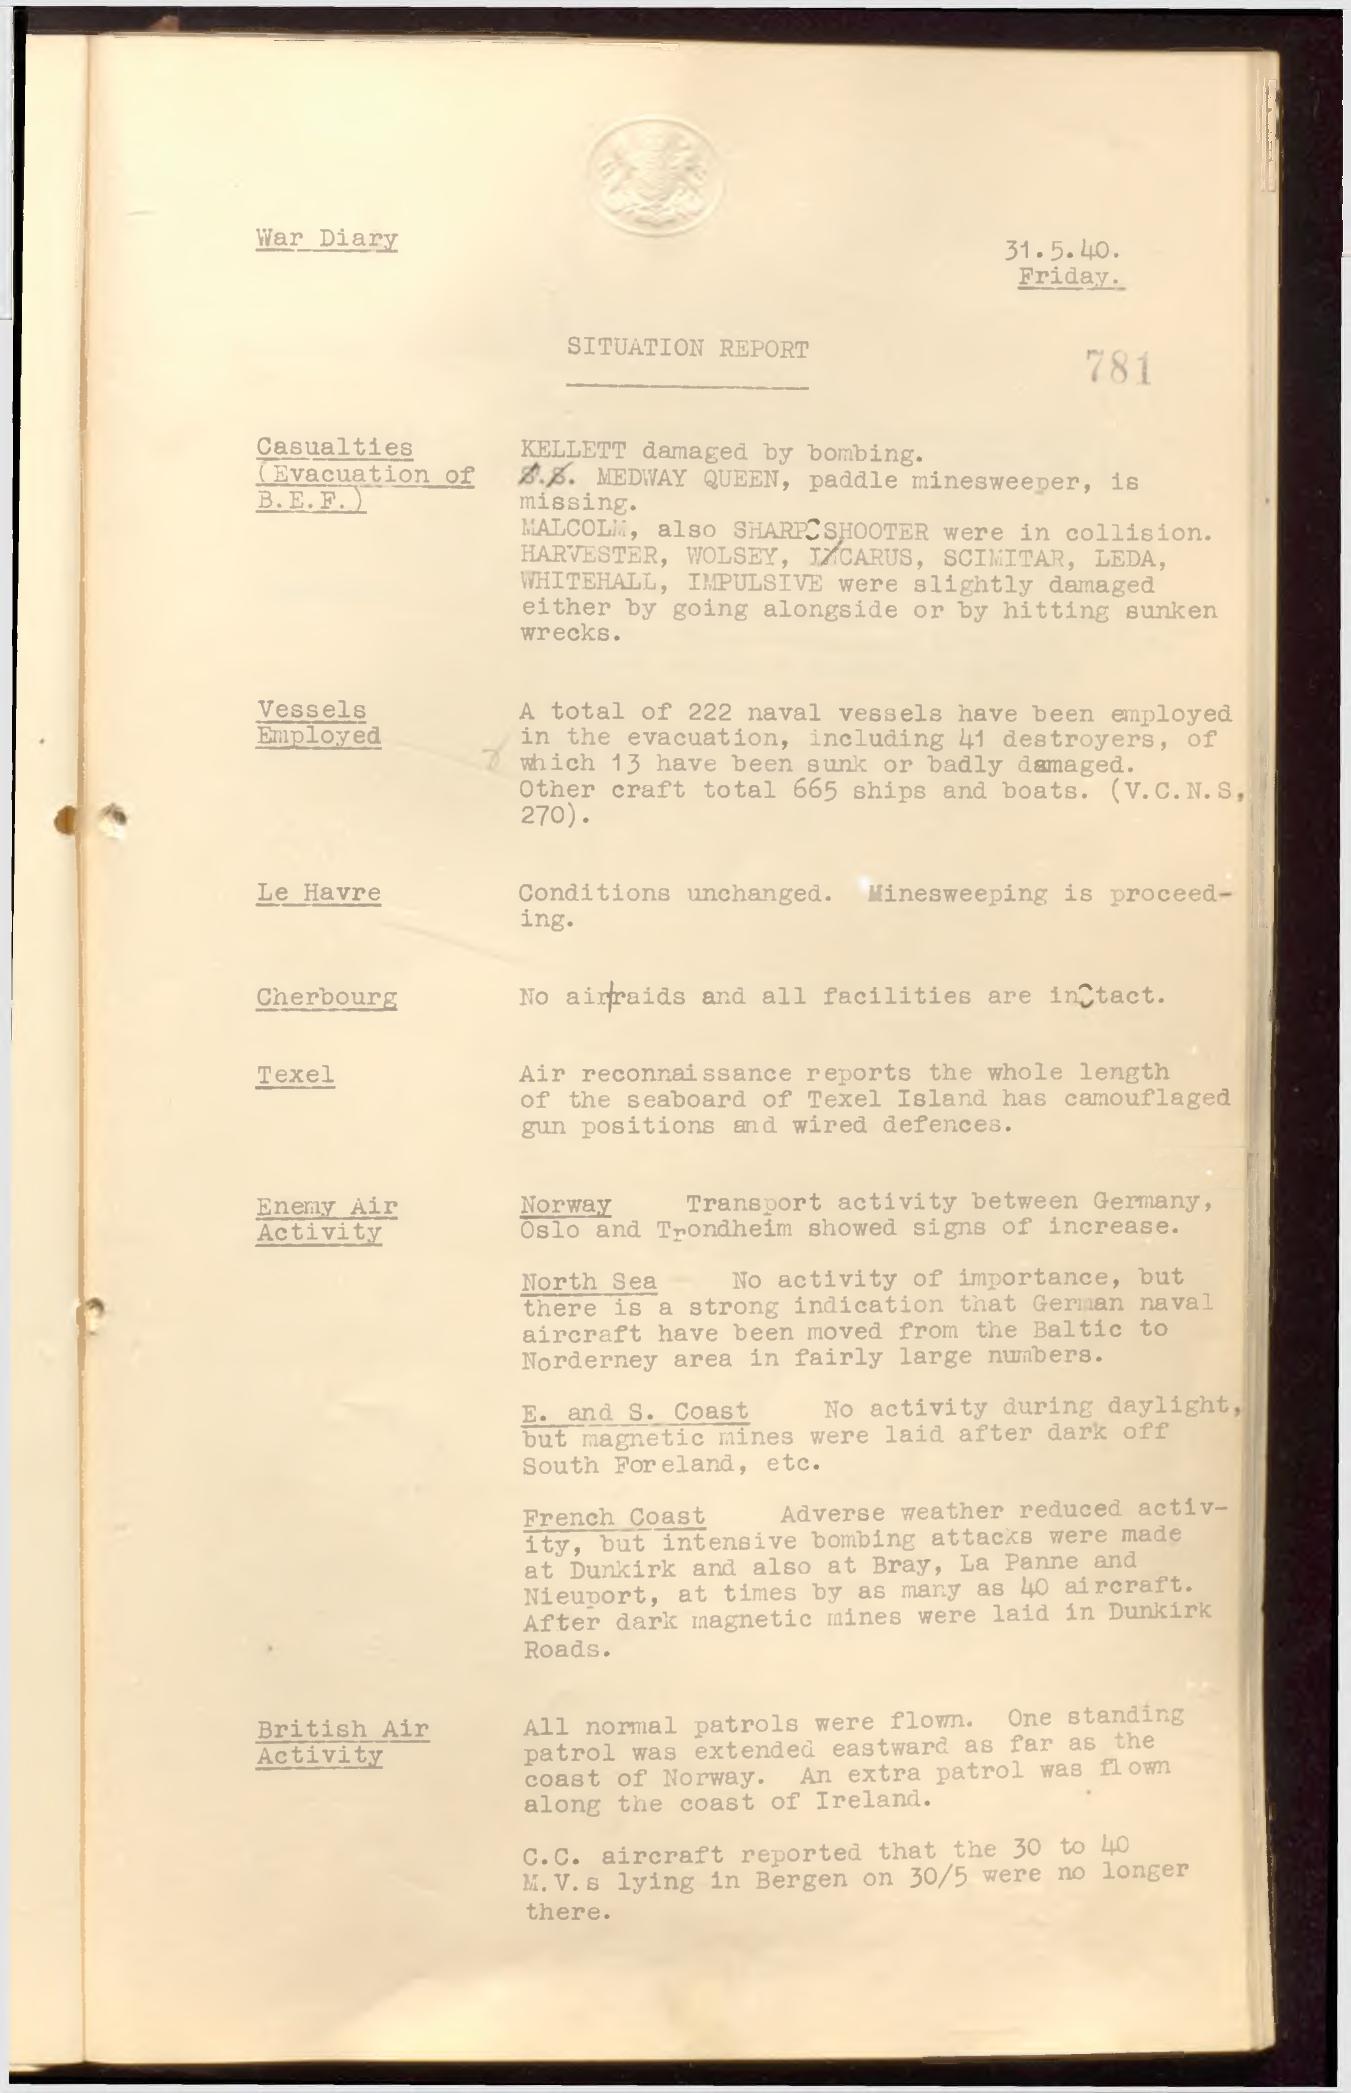 War Diary
31.5.40.
Friday.
SITUATION REPORT
781
Casualties
(Evacuation of
B.E.F.)
KELLETT damaged by bombing.
S.S. MEDWAY QUEEN, paddle minesweeper, is
missing.
MALCOLM, also SHARPSHOOTER were in collision.
HARVESTER, WOLSEY, ICARUS, SCIMITAR, LEDA,
WHITEHALL, IMPULSIVE were slightly damaged
either by going alongside or by hitting sunken
wrecks.
Vessels
Employed
A total of 222 naval vessels have been employed
in the evacuation, including 41 destroyers, of
which 13 have been sunk or badly damaged.
Other craft total 665 ships and boats. (V.C.N.S,
270).
Le Havre
Conditions unchanged. Minesweeping is proceed-
ing.
Cherbourg
No air raids and all facilities are intact.
Texel
Air reconnaissance reports the whole length
of the seaboard of Texel Island has camouflaged
gun positions and wired defences.
Enemy Air
Activity
Norway Transport activity between Germany,
Oslo and Trondheim showed signs of increase.
North Sea No activity of importance, but
there is a strong indication that German naval
aircraft have been moved from the Baltic to
Norderney area in fairly large numbers.
E. and S. Coast No activity during daylight,
but magnetic mines were laid after dark off
South Foreland, etc.
French Coast Adverse weather reduced activ-
ity, but intensive bombing attacks were made
at Dunkirk and also at Bray, La Panne and
Nieuport, at times by as many as 40 aircraft.
After dark magnetic mines were laid in Dunkirk
Roads.
British Air
Activity
All normal patrols were flown. One standing
patrol was extended eastward as far as the
coast of Norway. An extra patrol was flown
along the coast of Ireland.
C.C. aircraft reported that the 30 to 40
M.V.s lying in Bergen on 30/5 were no longer
there.